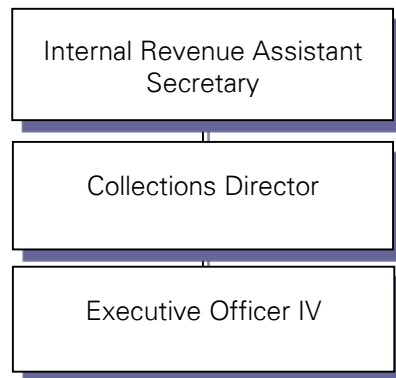 Internal Revenue Assistant
Secretary
Collections Director
Executive Officer IV